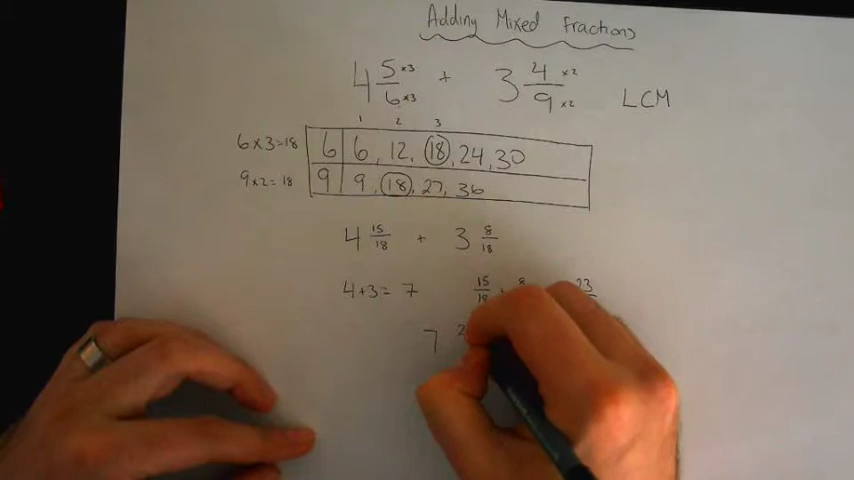 Adding Mixed Fractions
4 5/6 ×3 ×3 + 3 4/9 ×2 ×2 LCM
1 2 3
6×3=18 6 6, 12, 18, 24, 30
9×2=18 9 9, 18, 27, 36
4 15/18 + 3 8/18
4+3= 7 15/18 + 8 23
7 2